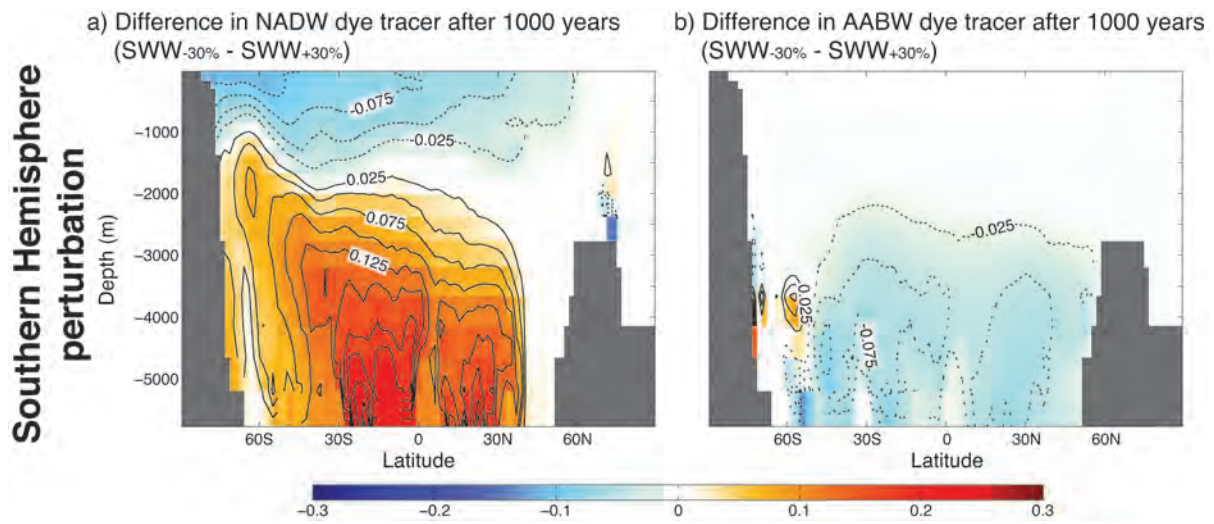 a) Difference in NADW dye tracer after 1000 years
(SWW-30% - SWW+30%)
b) Difference in AABW dye tracer after 1000 years
(SWW-30% - SWW+30%)
Southern Hemisphere
perturbation
Depth (m)
-1000
-2000
-3000
-4000
-5000
-0.075
-0.025
0.025
0.075
0.125
60S 30S 0 30N 60N
Latitude
-0.025
0.025
-0.075
60S 30S 0 30N 60N
Latitude
-0.3 -0.2 -0.1 0 0.1 0.2 0.3